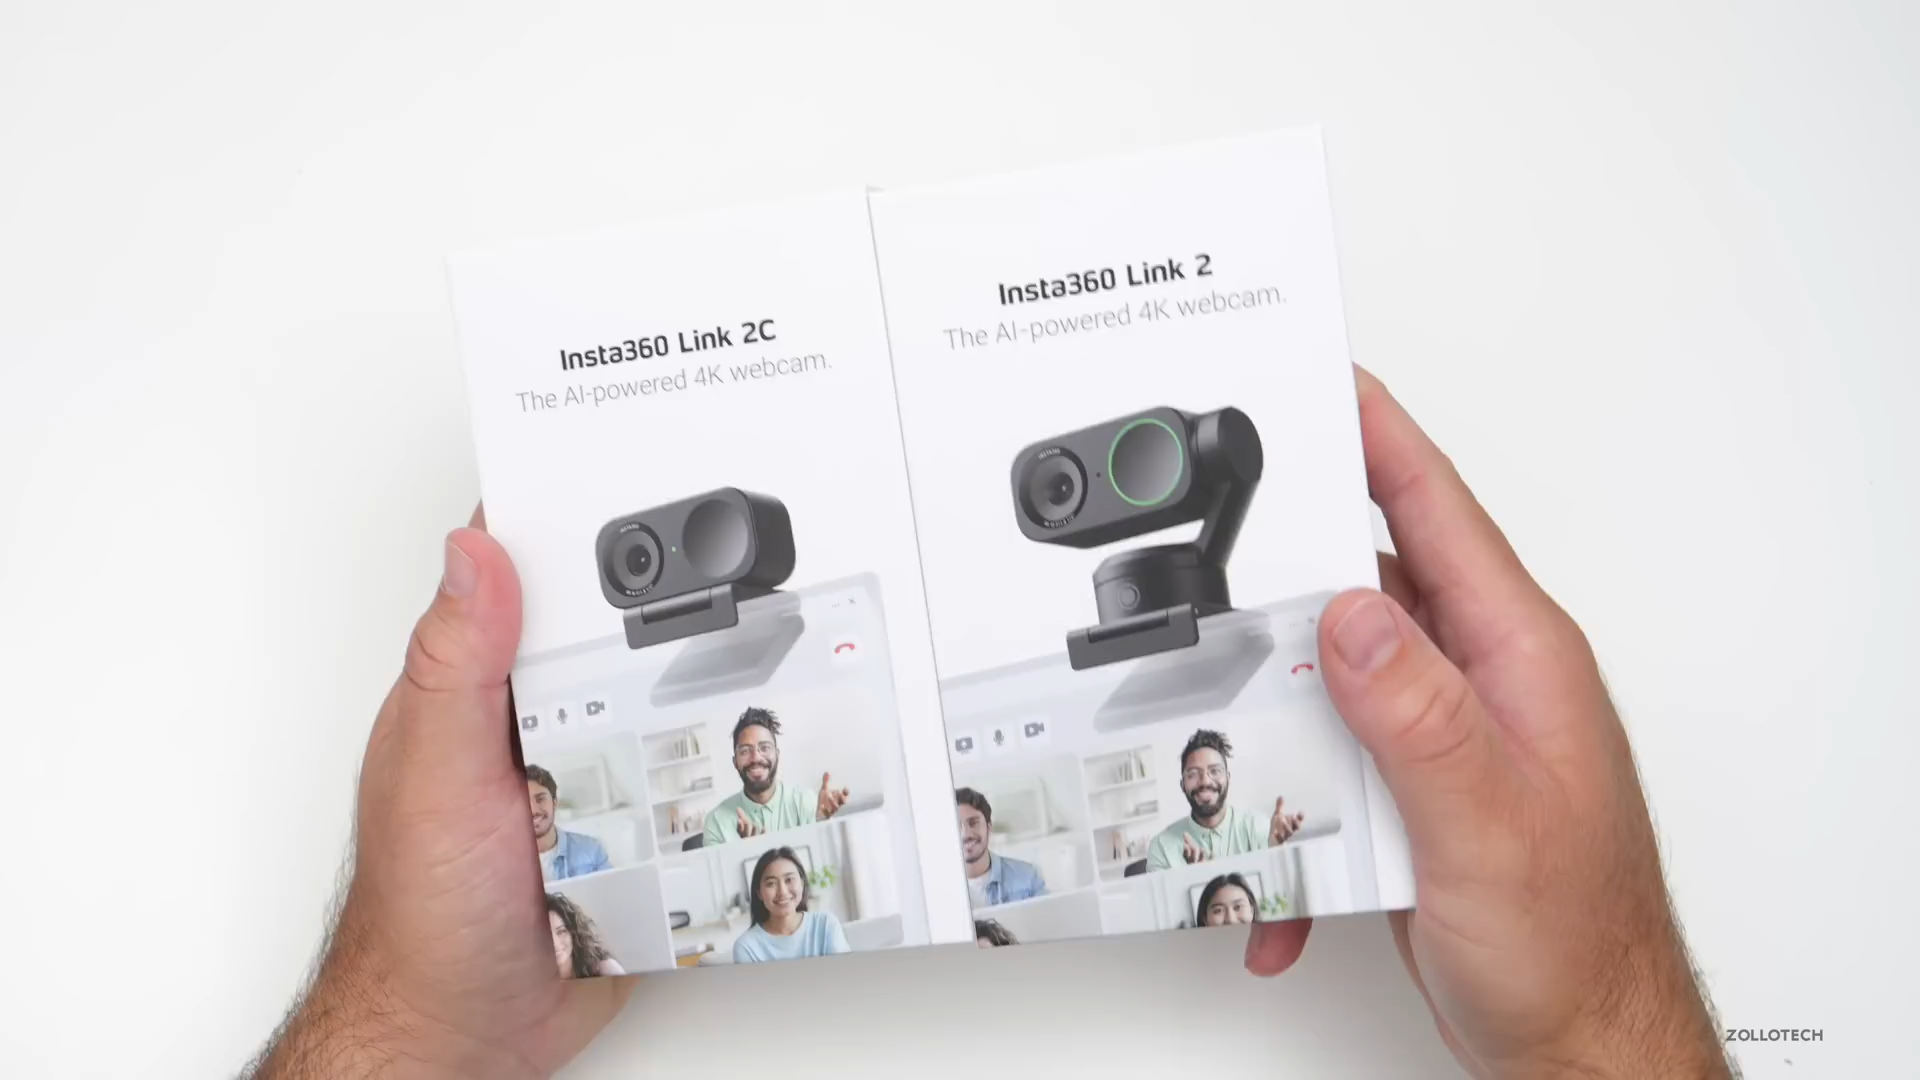 Insta360 Link 2C
The AI-powered 4K webcam.
Insta360 Link 2
The AI-powered 4K webcam.
ZOLLOTECH